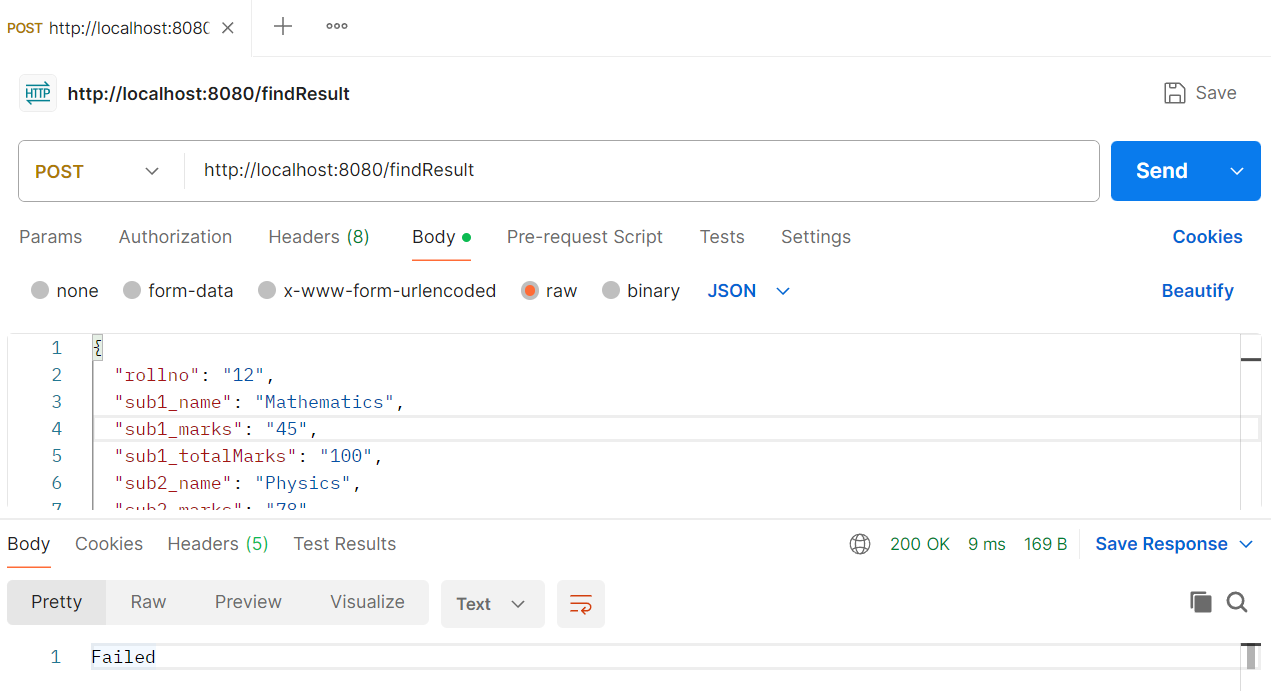 POST http://localhost:8080
http://localhost:8080/findResult
Save
POST http://localhost:8080/findResult Send
Params Authorization Headers (8) Body Pre-request Script Tests Settings Cookies
none form-data x-www-form-urlencoded raw binary JSON Beautify
1 {
2 "rollno": "12",
3 "sub1_name": "Mathematics",
4 "sub1_marks": "45",
5 "sub1_totalMarks": "100",
6 "sub2_name": "Physics",
7 "sub2_marks": "78"
Body Cookies Headers (5) Test Results 200 OK 9 ms 169 B Save Response
Pretty Raw Preview Visualize Text
1 Failed